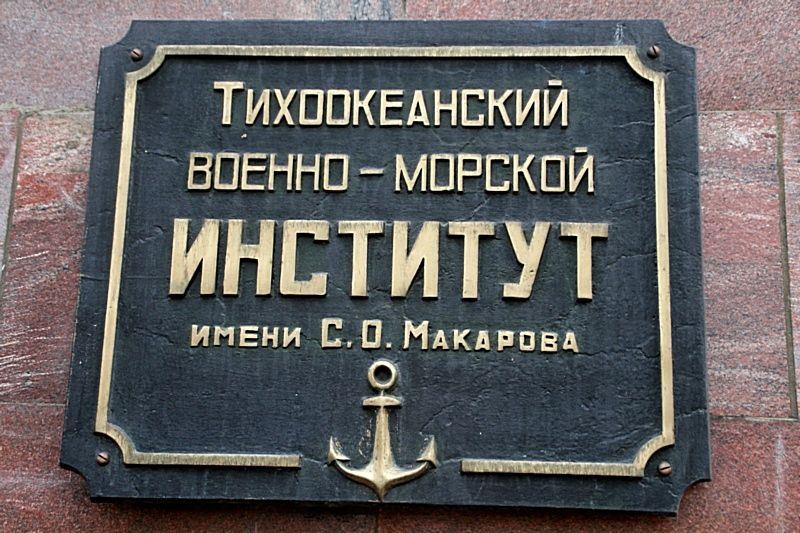 Тихоокеанский
военно-морской
ИНСТИТУТ
имени С.О. Макарова